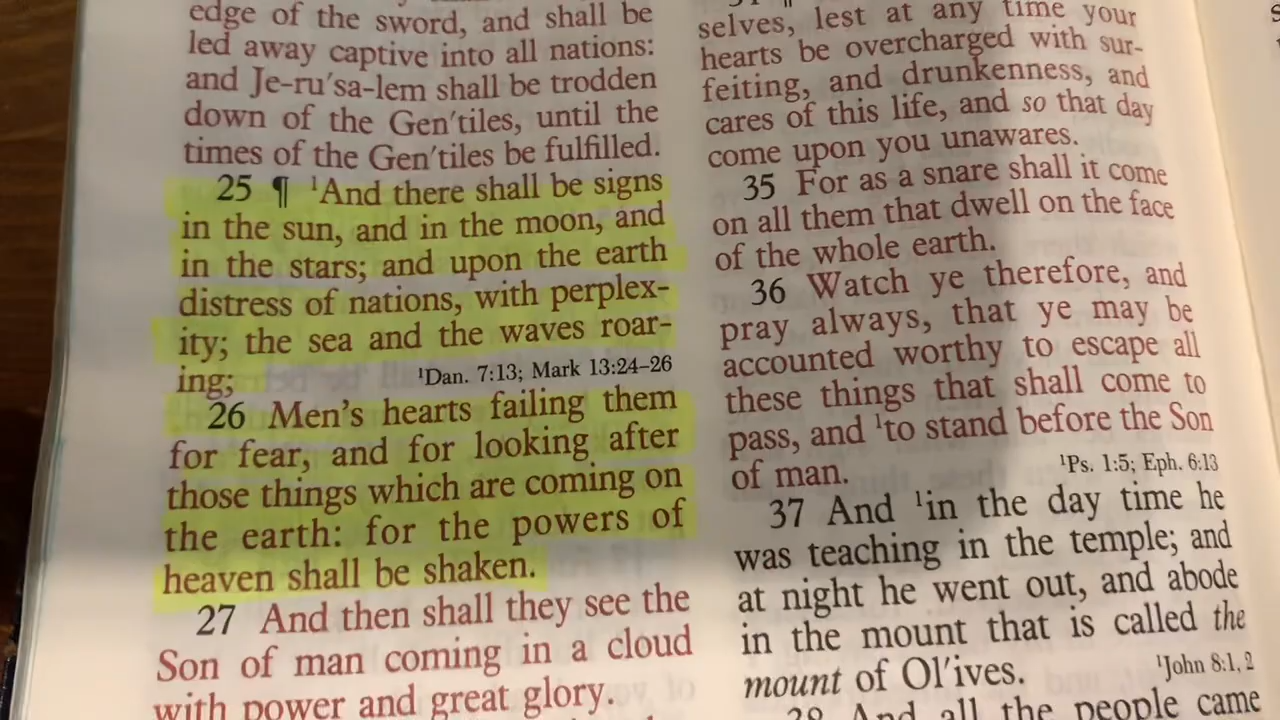 edge of the sword, and shall be
led away captive into all nations:
and Je-ru'sa-lem shall be trodden
down of the Gen'tiles, until the
times of the Gen'tiles be fulfilled.
25 ¶ ¹And there shall be signs
in the sun, and in the moon, and
in the stars; and upon the earth
distress of nations, with perplex-
ity; the sea and the waves roar-
ing; ¹Dan. 7:13; Mark 13:24–26
26 Men's hearts failing them
for fear, and for looking after
those things which are coming on
the earth: for the powers of
heaven shall be shaken.
27 And then shall they see the
Son of man coming in a cloud
with power and great glory.
selves, lest at any time your
hearts be overcharged with sur-
feiting, and drunkenness, and
cares of this life, and so that day
come upon you unawares.
35 For as a snare shall it come
on all them that dwell on the face
of the whole earth.
36 Watch ye therefore, and
pray always, that ye may be
accounted worthy to escape all
these things that shall come to
pass, and ¹to stand before the Son
of man. ¹Ps. 1:5; Eph. 6:13
37 And ¹in the day time he
was teaching in the temple; and
at night he went out, and abode
in the mount that is called the
mount of Ol'ives. ¹John 8:1, 2
38 And all the people came